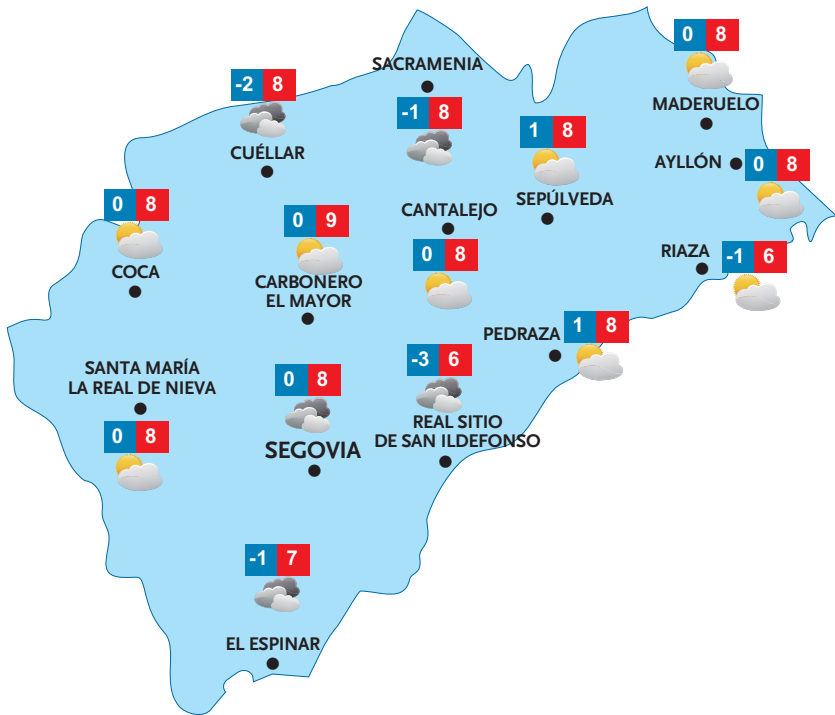 0 8
MADERUELO
SACRAMENIA
-1 8
-2 8
CUÉLLAR
1 8
SEPÚLVEDA
AYLLÓN
0 8
0 8
COCA
0 9
CARBONERO
EL MAYOR
CANTALEJO
0 8
RIAZA
-1 6
PEDRAZA
1 8
SANTA MARÍA
LA REAL DE NIEVA
0 8
0 8
SEGOVIA
-3 6
REAL SITIO
DE SAN ILDEFONSO
-1 7
EL ESPINAR